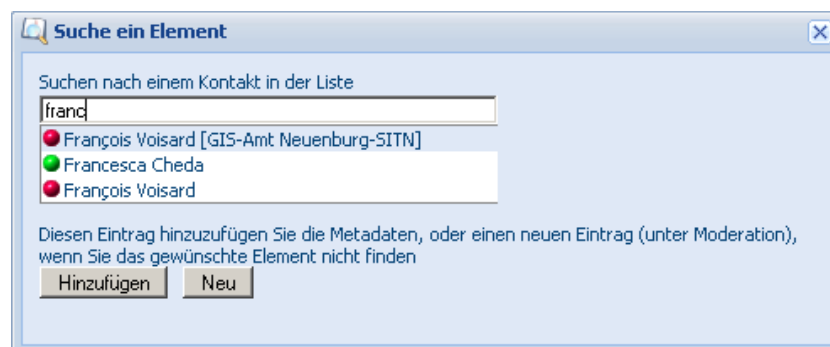 Suche ein Element
Suchen nach einem Kontakt in der Liste
franc
François Voisard [GIS-Amt Neuenburg-SITN]
Francesca Cheda
François Voisard
Diesen Eintrag hinzuzufügen Sie die Metadaten, oder einen neuen Eintrag (unter Moderation),
wenn Sie das gewünschte Element nicht finden
Hinzufügen Neu